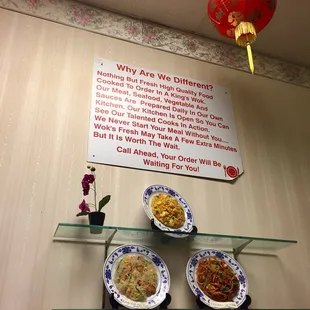 Why Are We Different?
Nothing But Fresh High Quality Food
Cooked To Order In A King's Wok.
Our Meat, Seafood, Vegetable And
Sauces Are Prepared Daily In Our Own
Kitchen. Our Kitchen Is Open So You Can
See Our Talented Cooks In Action.
We Never Start Your Meal Without You....
Wok's Fresh May Take A Few Extra Minutes
But It Is Worth The Wait.
Call Ahead, Your Order Will Be
Waiting For You!